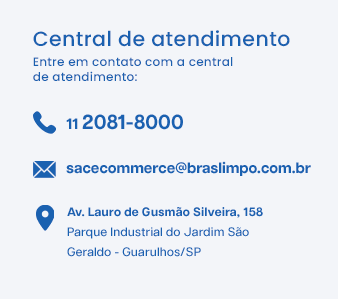 Central de atendimento
Entre em contato com a central
de atendimento:
11 2081-8000
sacecommerce@braslimpo.com.br
Av. Lauro de Gusmão Silveira, 158
Parque Industrial do Jardim São
Geraldo - Guarulhos/SP